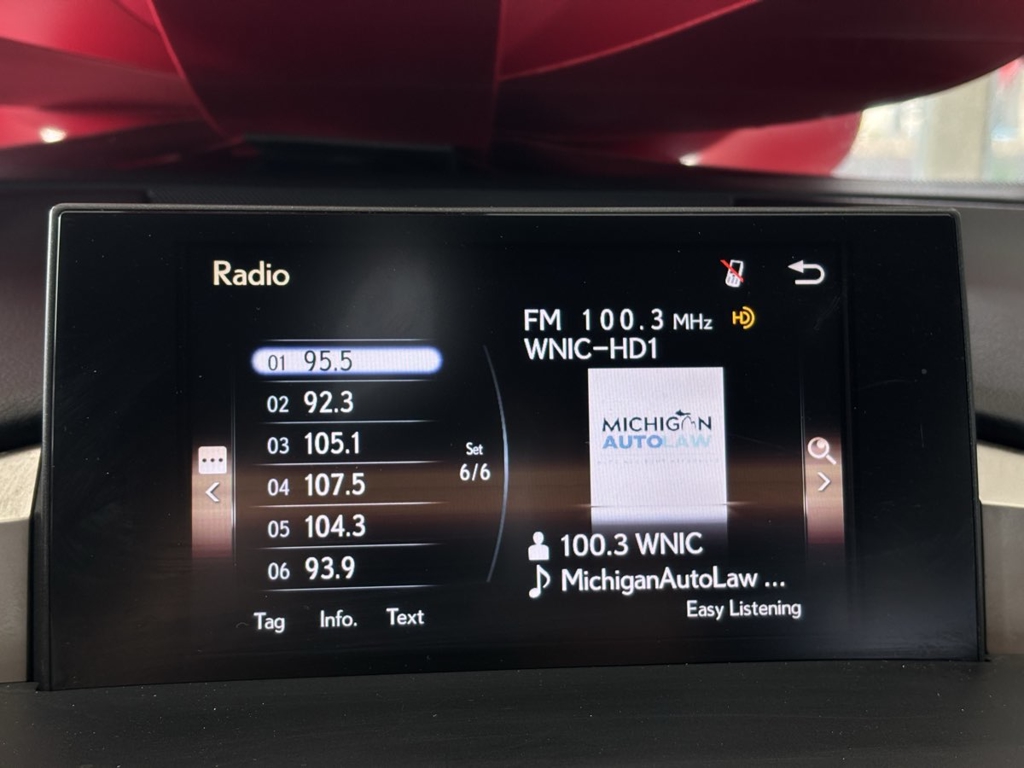 Radio
FM 100.3 MHz HD
WNIC-HD1
01 95.5
02 92.3
03 105.1
04 107.5
05 104.3
06 93.9
Set
6/6
MICHIGAN
AUTOLAW
100.3 WNIC
MichiganAutoLaw ...
Easy Listening
Tag Info. Text